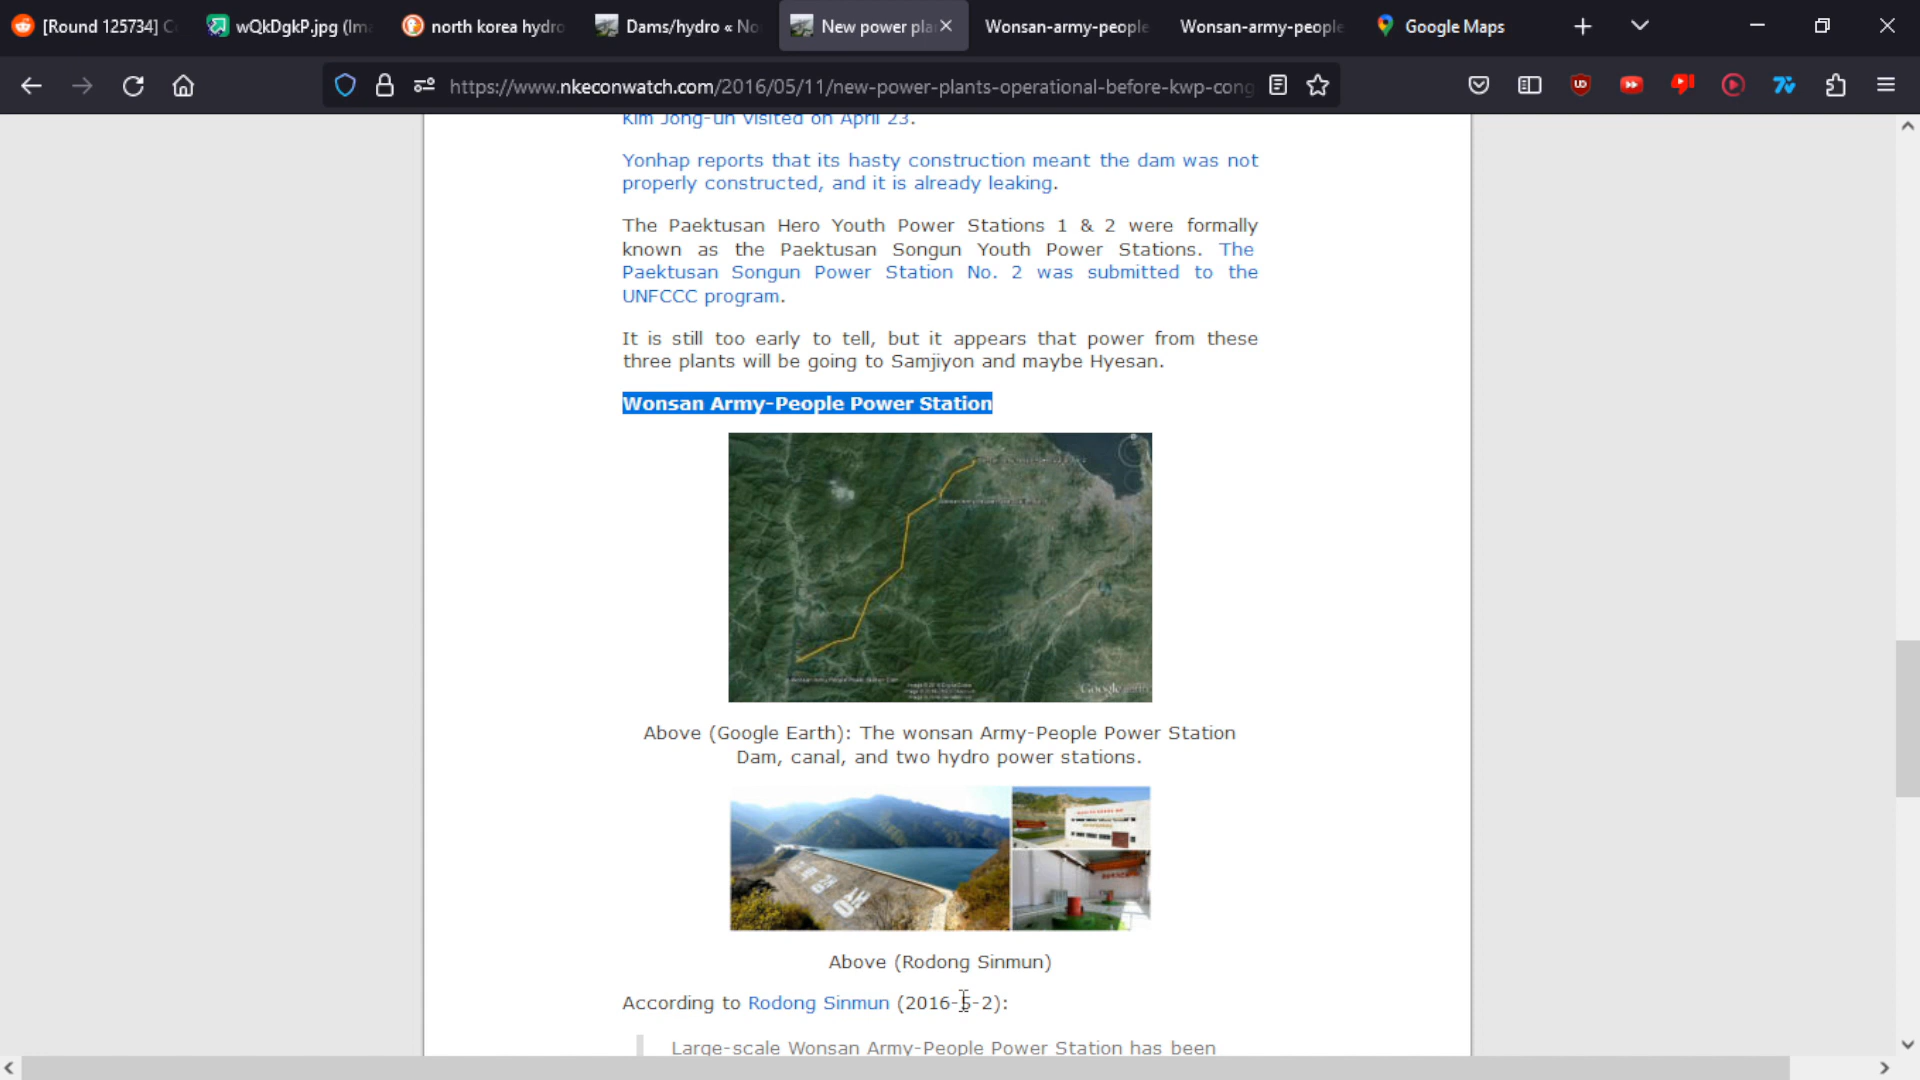 [Round 125734] C
wQkDgkP.jpg (Ima
north korea hydro
Dams/hydro « No
New power pla
Wonsan-army-people
Wonsan-army-people
Google Maps
https://www.nkeconwatch.com/2016/05/11/new-power-plants-operational-before-kwp-cong
Kim Jong-un visited on April 23.
Yonhap reports that its hasty construction meant the dam was not
properly constructed, and it is already leaking.
The Paektusan Hero Youth Power Stations 1 & 2 were formally
known as the Paektusan Songun Youth Power Stations. The
Paektusan Songun Power Station No. 2 was submitted to the
UNFCCC program.
It is still too early to tell, but it appears that power from these
three plants will be going to Samjiyon and maybe Hyesan.
Wonsan Army-People Power Station
Google earth
Above (Google Earth): The wonsan Army-People Power Station
Dam, canal, and two hydro power stations.
Above (Rodong Sinmun)
According to Rodong Sinmun (2016-5-2):
Large-scale Wonsan Army-People Power Station has been